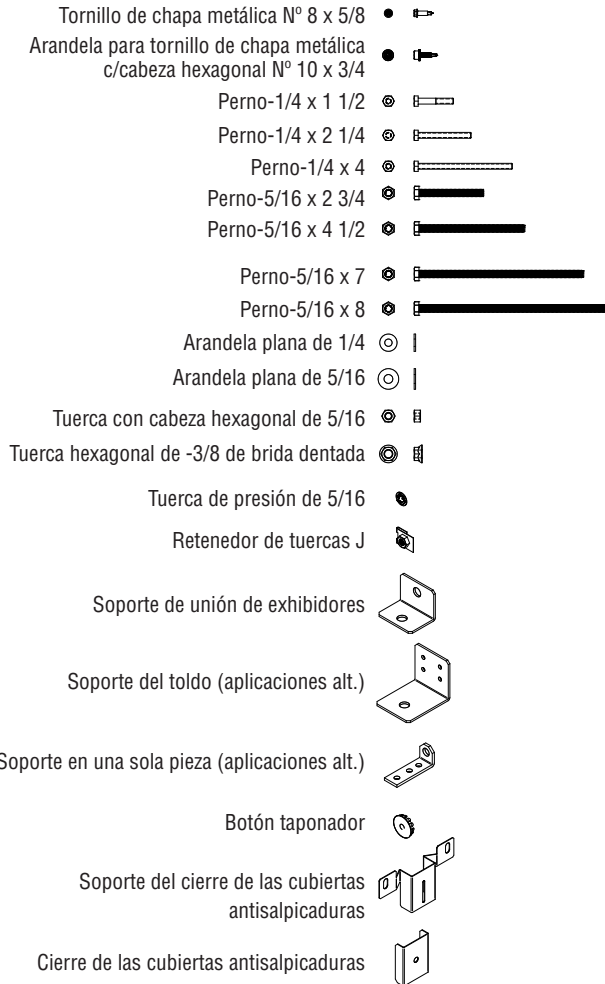 Tornillo de chapa metálica Nº 8 x 5/8
Arandela para tornillo de chapa metálica
c/cabeza hexagonal Nº 10 x 3/4
Perno-1/4 x 1 1/2
Perno-1/4 x 2 1/4
Perno-1/4 x 4
Perno-5/16 x 2 3/4
Perno-5/16 x 4 1/2
Perno-5/16 x 7
Perno-5/16 x 8
Arandela plana de 1/4
Arandela plana de 5/16
Tuerca con cabeza hexagonal de 5/16
Tuerca hexagonal de -3/8 de brida dentada
Tuerca de presión de 5/16
Retenedor de tuercas J
Soporte de unión de exhibidores
Soporte del toldo (aplicaciones alt.)
Soporte en una sola pieza (aplicaciones alt.)
Botón taponador
Soporte del cierre de las cubiertas
antisalpicaduras
Cierre de las cubiertas antisalpicaduras